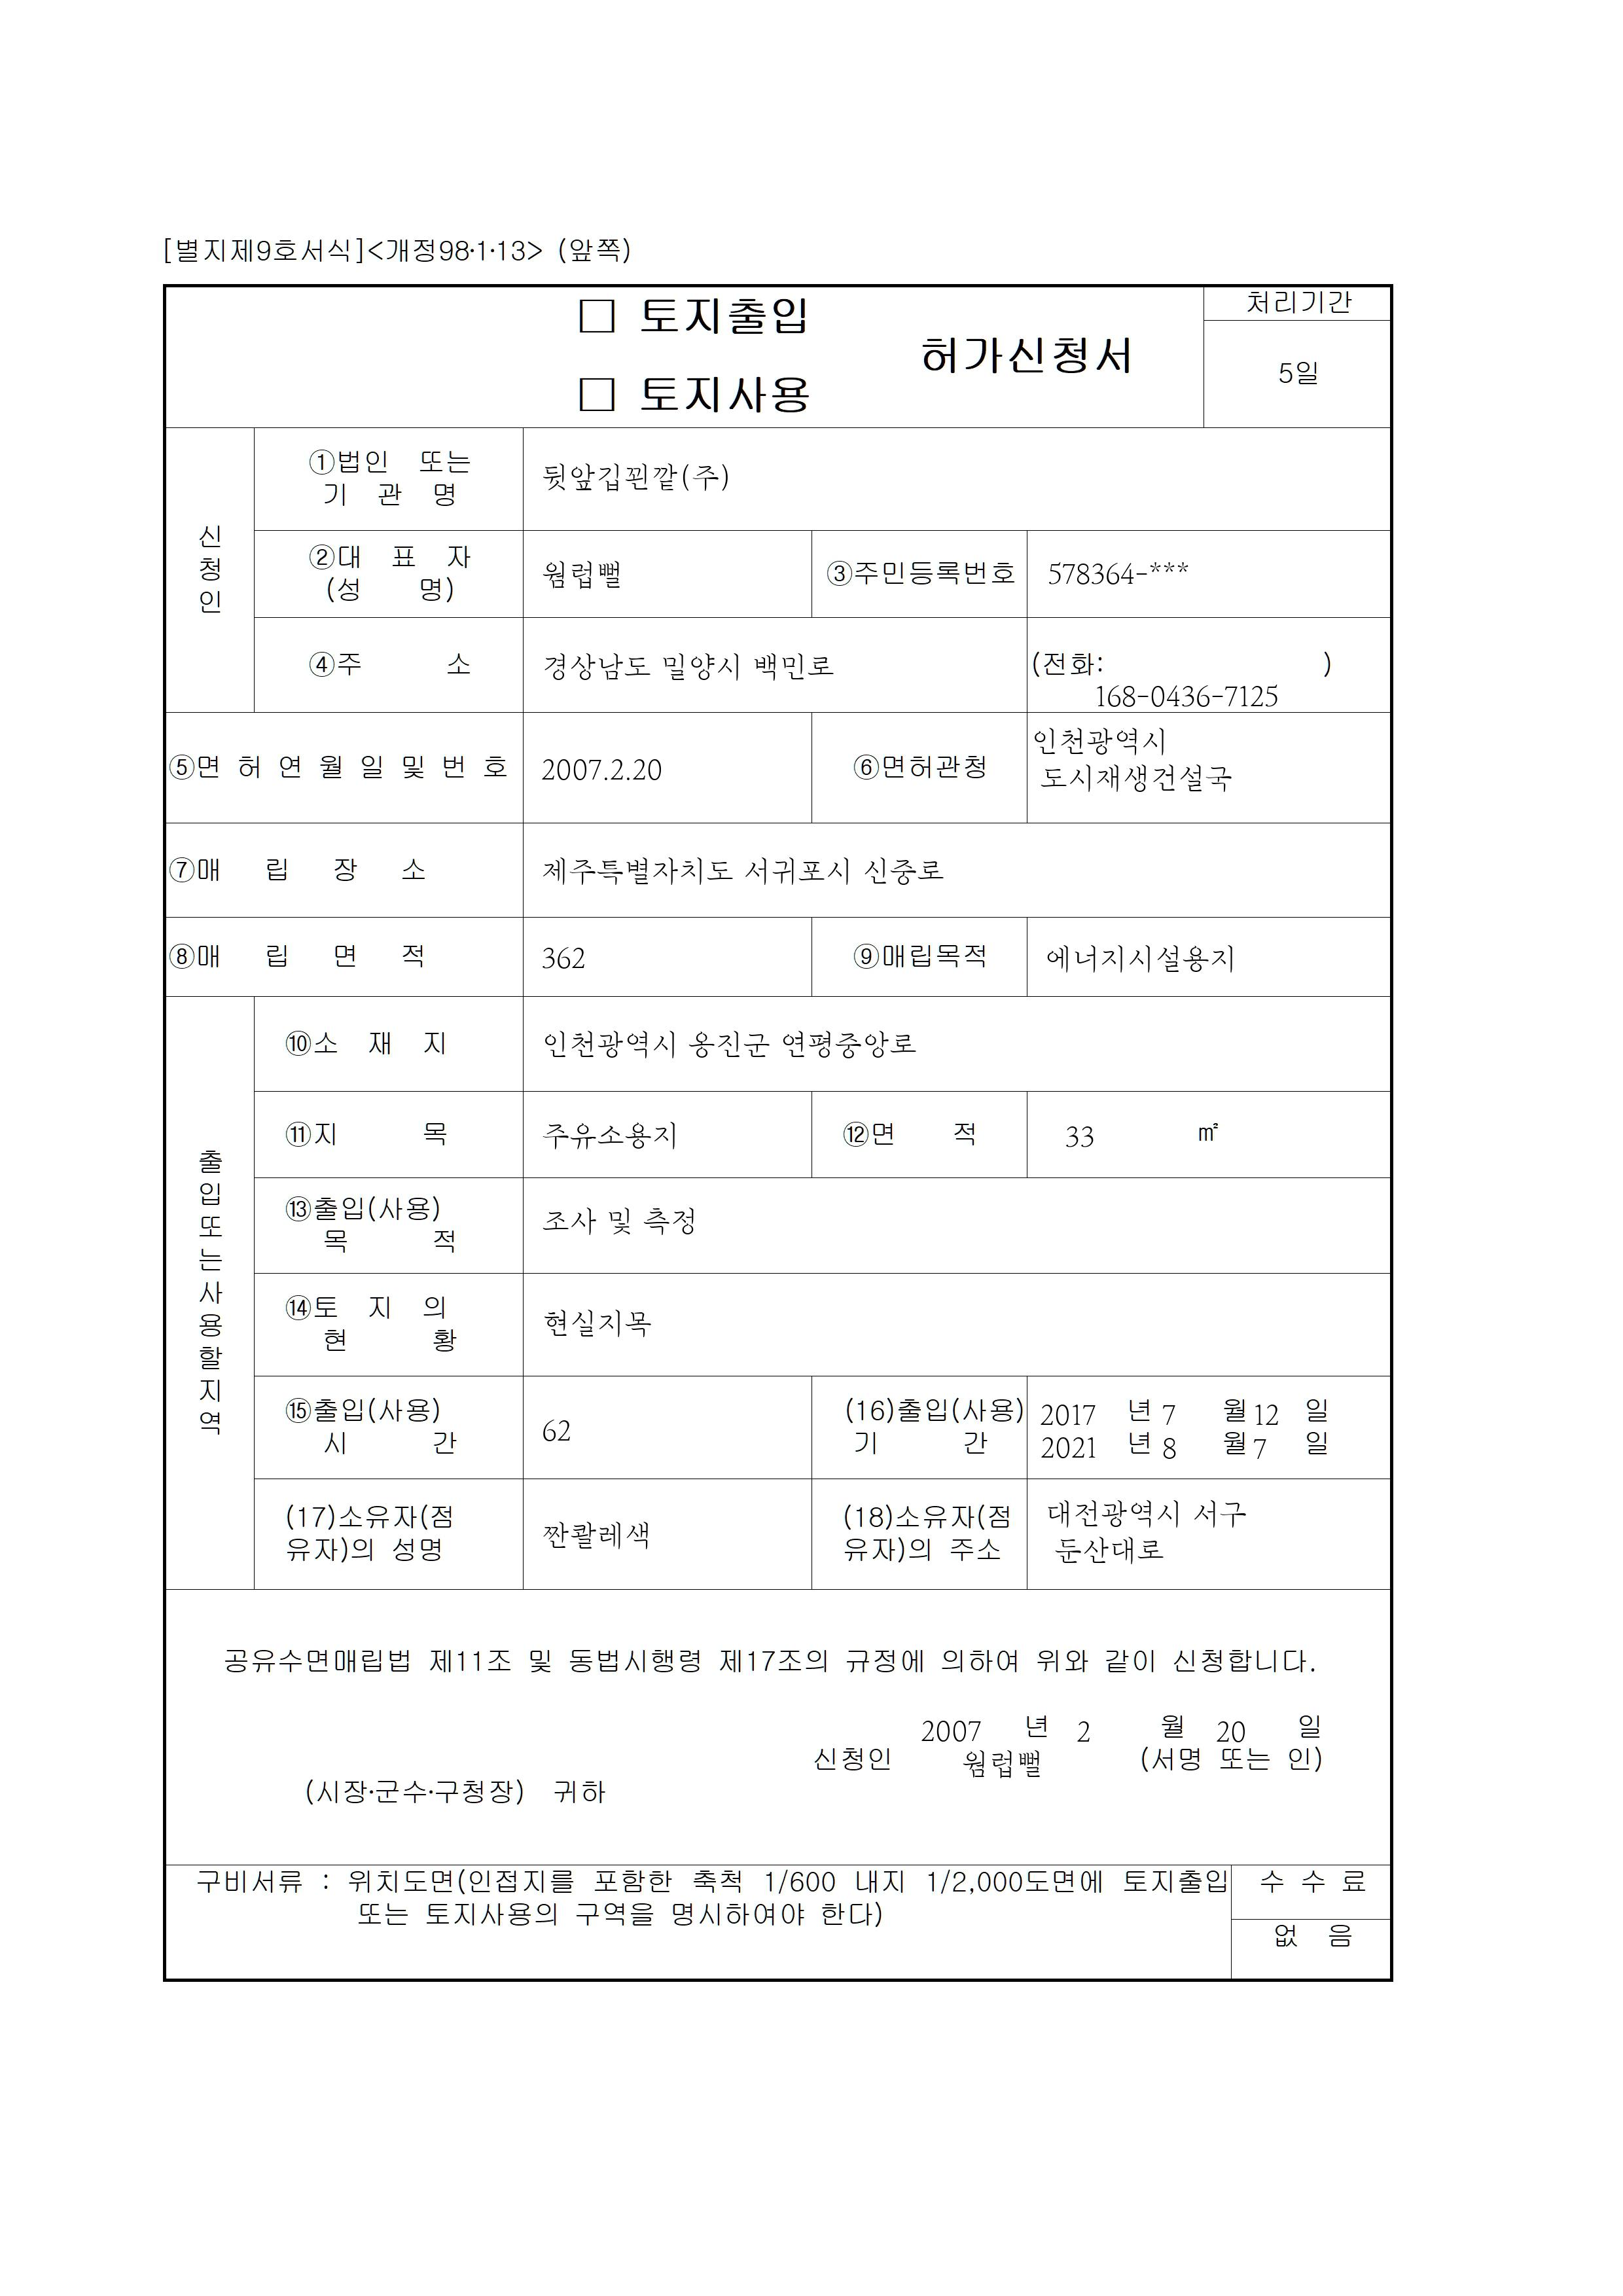 [별지제9호서식]<개정98·1·13> (앞쪽)
□ 토지출입
허가신청서
□ 토지사용
처리기간
5일
신청인
①법인 또는
기 관 명
뒷앞깁뀐깥(주)
②대 표 자
(성 명)
웜럽뻘
③주민등록번호
578364-***
④주 소
경상남도 밀양시 백민로
(전화: )
168-0436-7125
⑤면 허 연 월 일 및 번 호
2007.2.20
⑥면허관청
인천광역시
도시재생건설국
⑦매 립 장 소
제주특별자치도 서귀포시 신중로
⑧매 립 면 적
362
⑨매립목적
에너지시설용지
출입또는사용할지역
⑩소 재 지
인천광역시 옹진군 연평중앙로
⑪지 목
주유소용지
⑫면 적
33 ㎡
⑬출입(사용)
목 적
조사 및 측정
⑭토 지 의
현 황
현실지목
⑮출입(사용)
시 간
62
(16)출입(사용)
기 간
2017 년 7 월 12 일
2021 년 8 월 7 일
(17)소유자(점
유자)의 성명
짠콸레색
(18)소유자(점
유자)의 주소
대전광역시 서구
둔산대로
공유수면매립법 제11조 및 동법시행령 제17조의 규정에 의하여 위와 같이 신청합니다.
2007 년 2 월 20 일
신청인 웜럽뻘 (서명 또는 인)
(시장·군수·구청장) 귀하
구비서류 : 위치도면(인접지를 포함한 축척 1/600 내지 1/2,000도면에 토지출입
또는 토지사용의 구역을 명시하여야 한다)
수 수 료
없 음